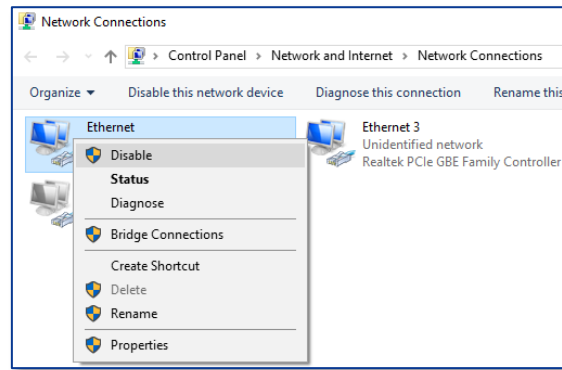 Network Connections
Control Panel > Network and Internet > Network Connections
Organize Disable this network device Diagnose this connection Rename this
Ethernet
Disable
Status
Diagnose
Bridge Connections
Create Shortcut
Delete
Rename
Properties
Ethernet 3
Unidentified network
Realtek PCIe GBE Family Controller